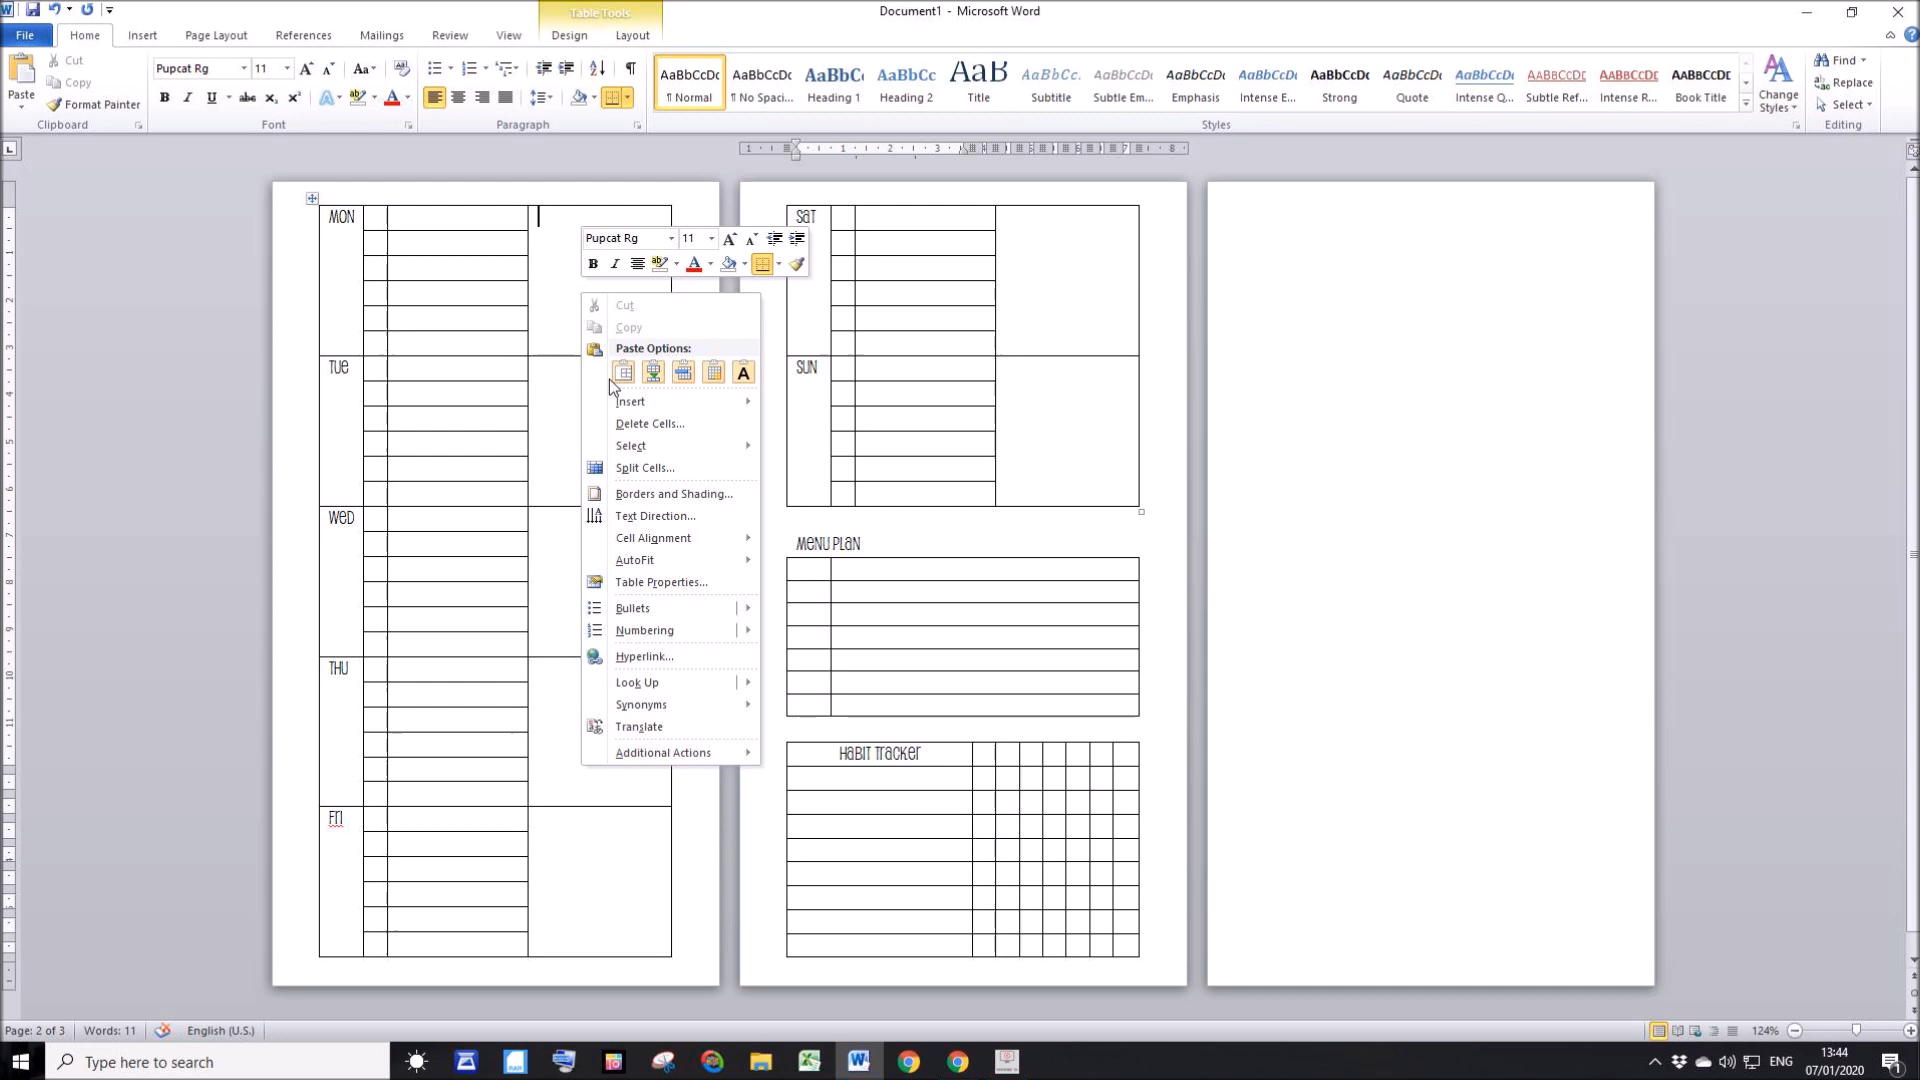 Document1 - Microsoft Word
Table Tools
File Home Insert Page Layout References Mailings Review View Design Layout
Paste
Cut
Copy
Format Painter
Clipboard
Pupcat Rg 11
Font
Paragraph
AaBbCcDc AaBbCcDc AaBbC AaBbCc AaB AaBbCc. AaBbCcDc AaBbCcDc AaBbCcDc AaBbCcDc AaBbCcDc AaBbCcDc AABBCCDE AABBCCDE AABBCCDE
¶ Normal ¶ No Spaci... Heading 1 Heading 2 Title Subtitle Subtle Em... Emphasis Intense E... Strong Quote Intense Q... Subtle Ref... Intense R... Book Title
Styles
Change
Styles
Find
Replace
Select
Editing
MON
TUE
WED
THU
FRI
SAT
SUN
MENU PLAN
HABIT TRACKER
Pupcat Rg 11
Cut
Copy
Paste Options:
Insert
Delete Cells...
Select
Split Cells...
Borders and Shading...
Text Direction...
Cell Alignment
AutoFit
Table Properties...
Bullets
Numbering
Hyperlink...
Look Up
Synonyms
Translate
Additional Actions
Page: 2 of 3 Words: 11 English (U.S.) 124%
Type here to search
ENG
13:44
07/01/2020